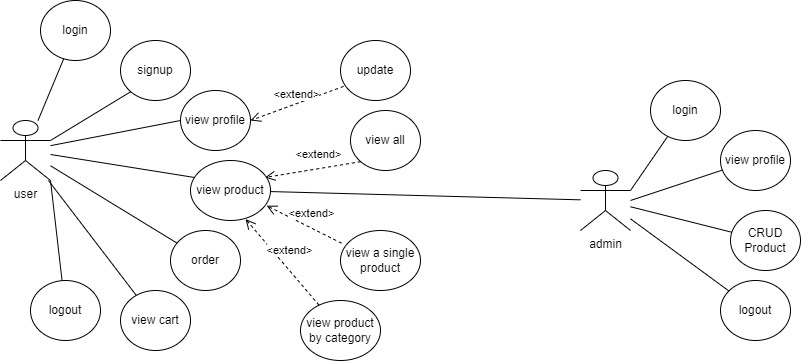 login
signup
update
<extend>
view profile
view all
<extend>
view product
user
<extend>
<extend>
view a single
product
order
logout
view cart
view product
by category
login
view profile
admin
CRUD
Product
logout